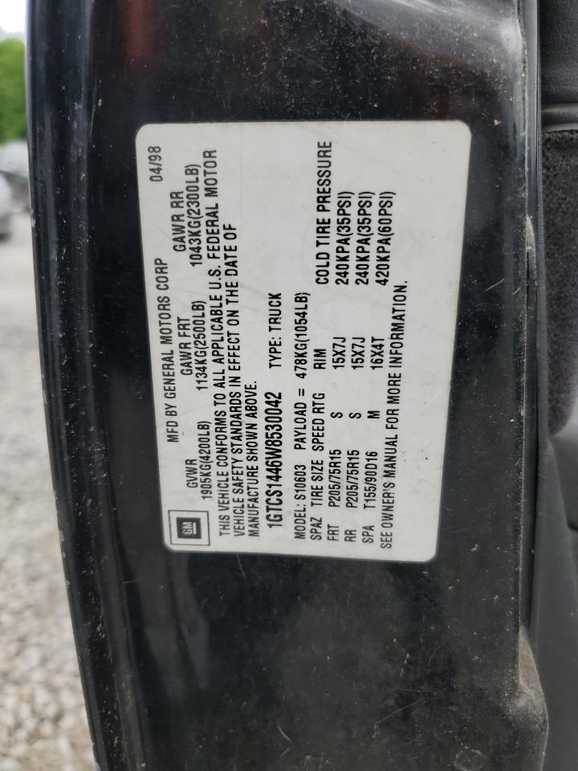 GM
MFD BY GENERAL MOTORS CORP 04/98
GVWR GAWR FRT GAWR RR
1905KG(4200LB) 1134KG(2500LB) 1043KG(2300LB)
THIS VEHICLE CONFORMS TO ALL APPLICABLE U.S. FEDERAL MOTOR
VEHICLE SAFETY STANDARDS IN EFFECT ON THE DATE OF
MANUFACTURE SHOWN ABOVE.
1GTCS1446W8530042 TYPE: TRUCK
MODEL: S10603 PAYLOAD = 478KG(1054LB)
SPAZ TIRE SIZE SPEED RTG RIM COLD TIRE PRESSURE
FRT P205/75R15 S 15X7J 240KPA(35PSI)
RR P205/75R15 S 15X7J 240KPA(35PSI)
SPA T155/90D16 M 16X4T 420KPA(60PSI)
SEE OWNER'S MANUAL FOR MORE INFORMATION.